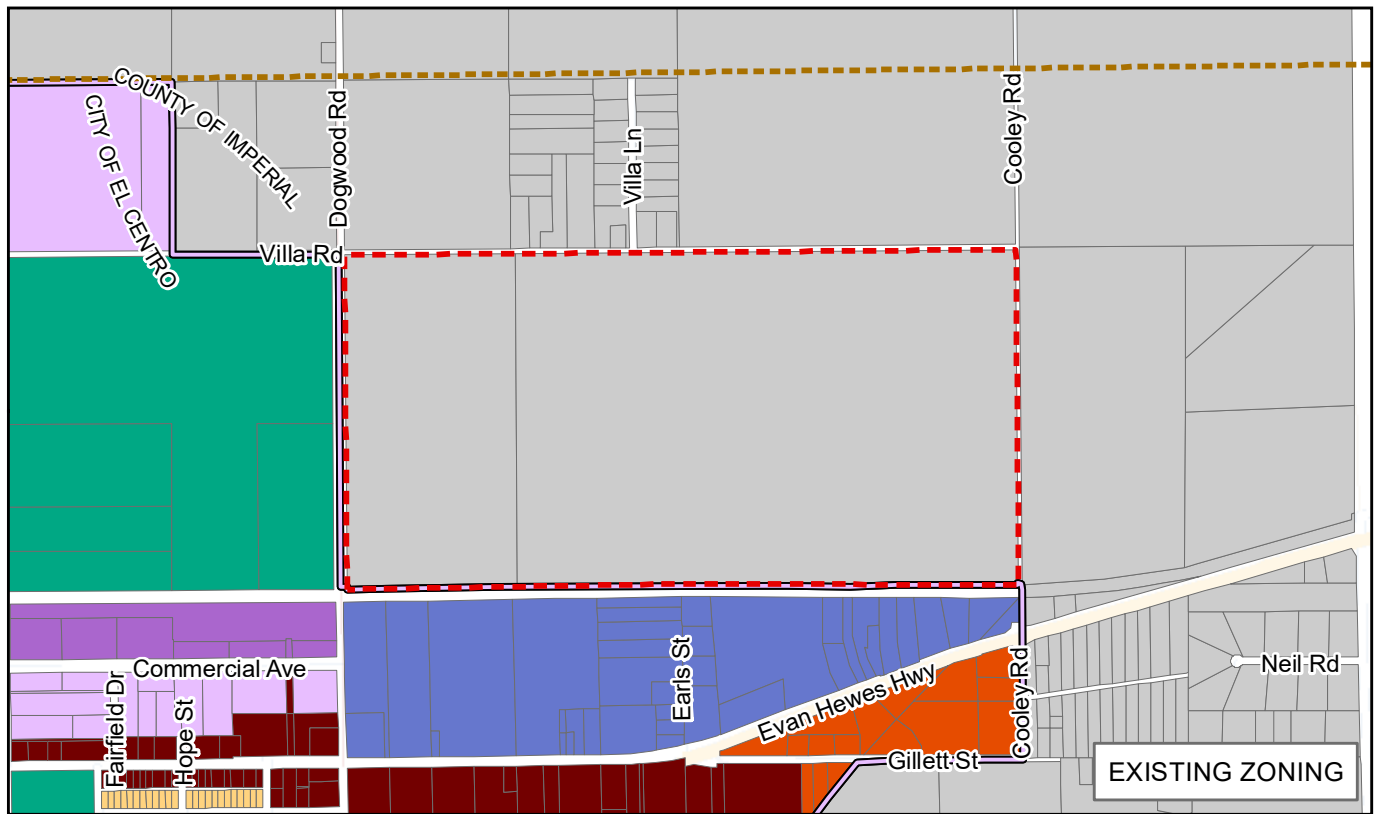 COUNTY OF IMPERIAL
CITY OF EL CENTRO
Dogwood Rd
Villa Ln
Cooley Rd
Villa Rd
Commercial Ave
Fairfield Dr
Hope St
Earls St
Evan Hewes Hwy
Cooley Rd
Neil Rd
Gillett St
EXISTING ZONING